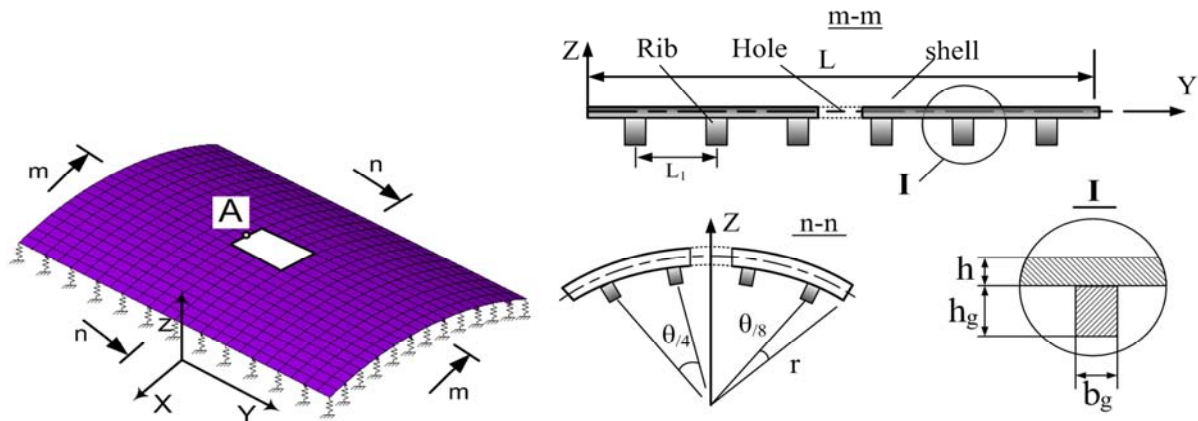 m-m
Z
Rib
Hole
shell
L
Y
L₁
I
m
n
A
Z
n
X
Y
m
Z
n-n
θ/4
θ/8
r
I
h
hg
bg